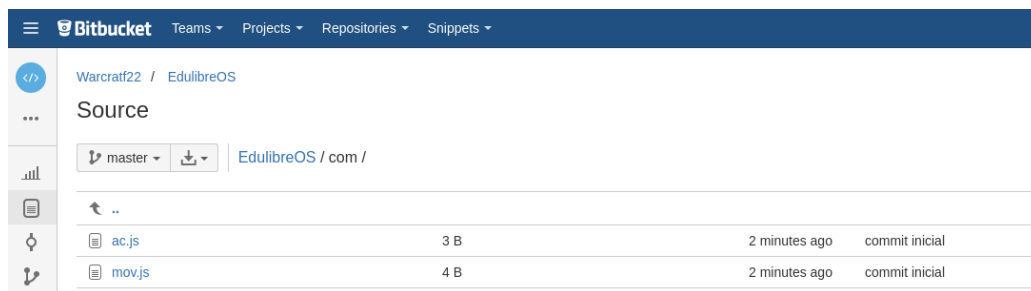 Bitbucket Teams Projects Repositories Snippets
Warcratf22 / EdulibreOS
Source
master EdulibreOS / com /
..
ac.js 3 B 2 minutes ago commit inicial
mov.js 4 B 2 minutes ago commit inicial